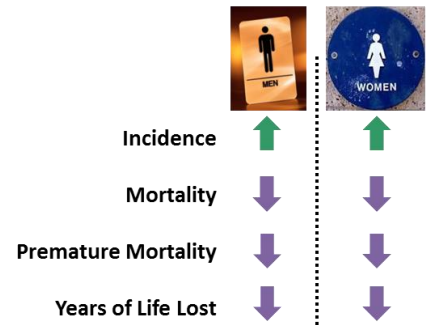 MEN
WOMEN
Incidence
Mortality
Premature Mortality
Years of Life Lost